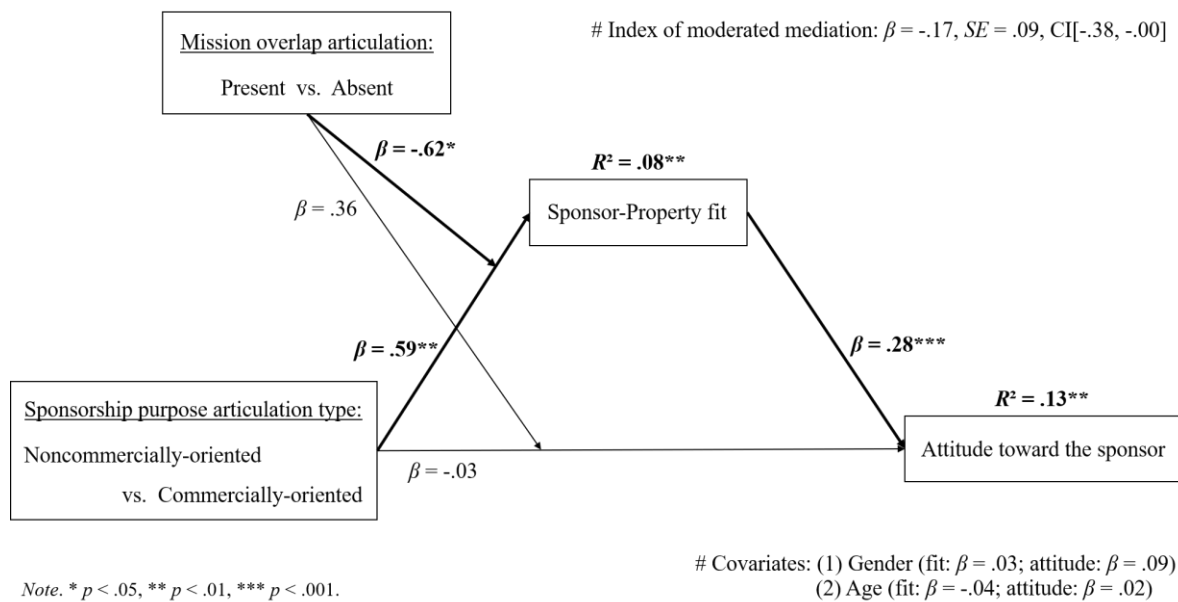 Mission overlap articulation:
Present vs. Absent
# Index of moderated mediation: β = -.17, SE = .09, CI[-.38, -.00]
β = -.62*
R² = .08**
β = .36
Sponsor-Property fit
β = .59**
β = .28***
R² = .13**
Sponsorship purpose articulation type:
Noncommercially-oriented
vs. Commercially-oriented
Attitude toward the sponsor
β = -.03
# Covariates: (1) Gender (fit: β = .03; attitude: β = .09)
(2) Age (fit: β = -.04; attitude: β = .02)
Note. * p < .05, ** p < .01, *** p < .001.